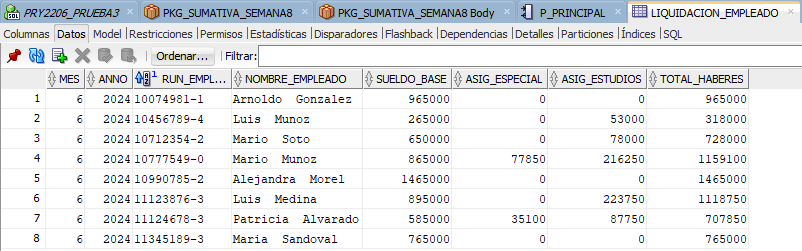 PRY2206_PRUEBA3 PKG_SUMATIVA_SEMANA8 PKG_SUMATIVA_SEMANA8 Body P_PRINCIPAL LIQUIDACION_EMPLEADO
Columnas Datos Model Restricciones Permisos Estadísticas Disparadores Flashback Dependencias Detalles Particiones Índices SQL
Ordenar... Filtrar:
MES ANNO RUN_EMPL... NOMBRE_EMPLEADO SUELDO_BASE ASIG_ESPECIAL ASIG_ESTUDIOS TOTAL_HABERES
1 6 2024 10074981-1 Arnoldo  Gonzalez 965000 0 0 965000
2 6 2024 10456789-4 Luis  Munoz 265000 0 53000 318000
3 6 2024 10712354-2 Mario  Soto 650000 0 78000 728000
4 6 2024 10777549-0 Mario  Munoz 865000 77850 216250 1159100
5 6 2024 10990785-2 Alejandra  Morel 1465000 0 0 1465000
6 6 2024 11123876-3 Luis  Medina 895000 0 223750 1118750
7 6 2024 11124678-3 Patricia  Alvarado 585000 35100 87750 707850
8 6 2024 11345189-3 Maria  Sandoval 765000 0 0 765000